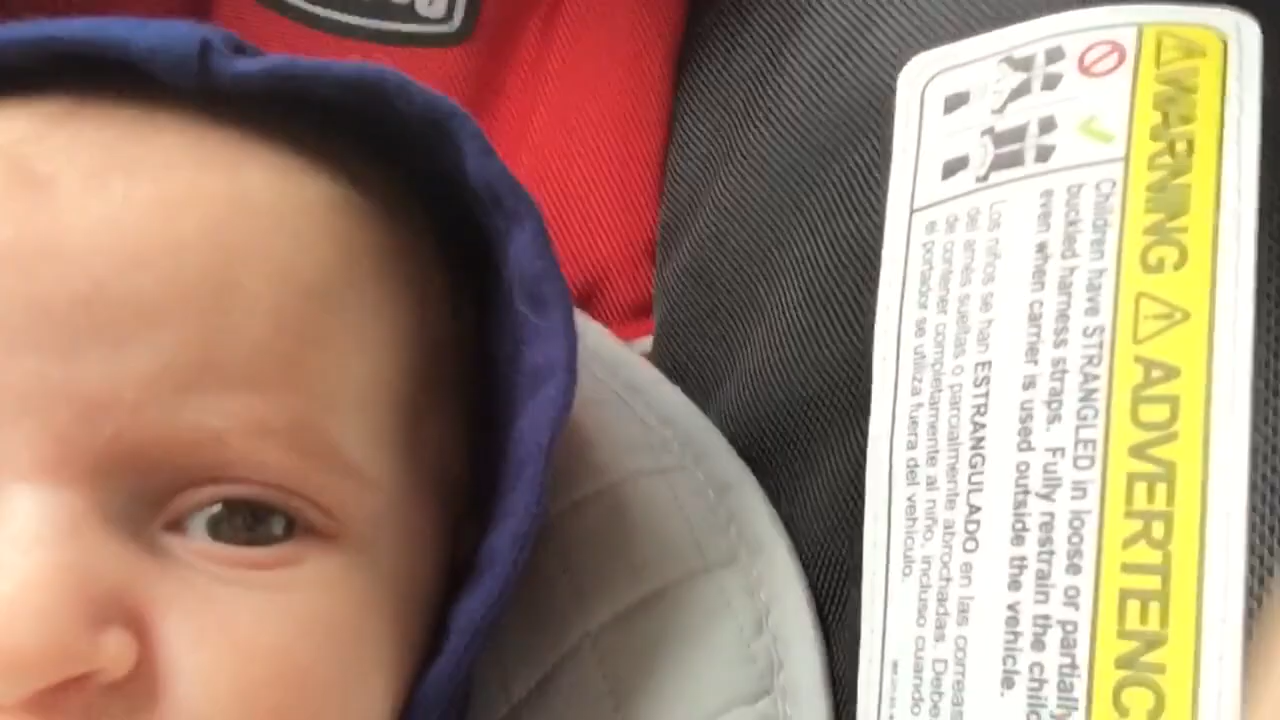 WARNING ADVERTENC
Children have STRANGLED in loose or partially
buckled harness straps. Fully restrain the child
even when carrier is used outside the vehicle.
Los niños se han ESTRANGULADO en las correas
del arnés sueltas o parcialmente abrochadas. Debe
de contener completamente al niño, incluso cuando
el portador se utiliza fuera del vehículo.